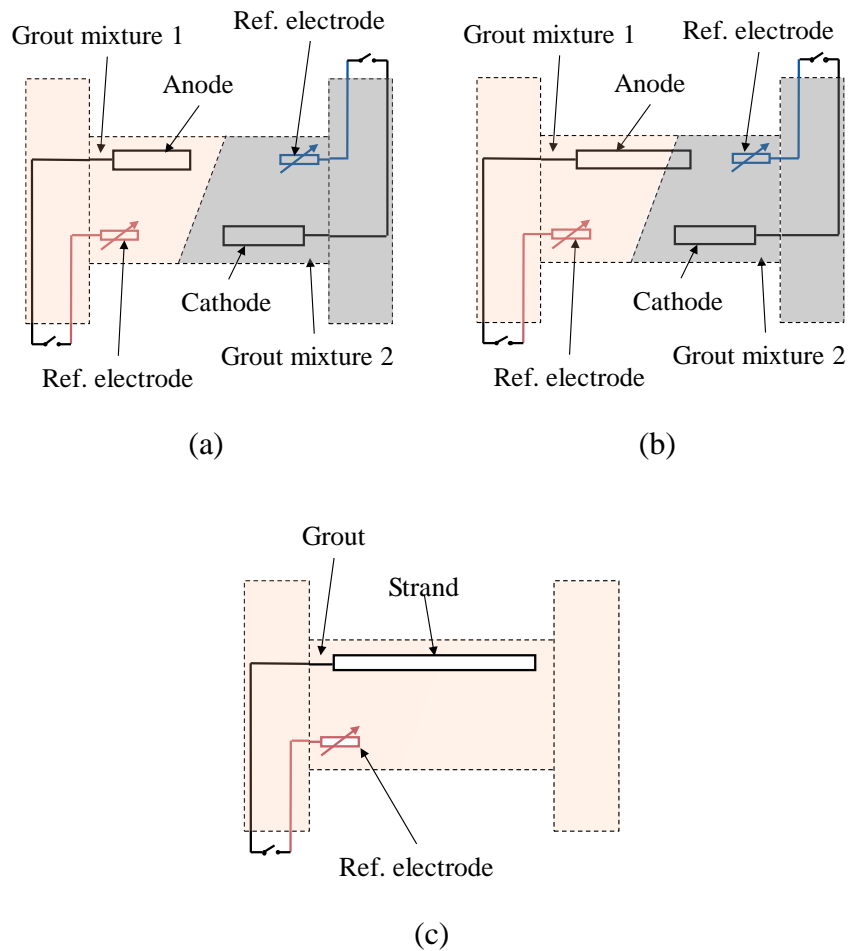 Grout mixture 1
Ref. electrode
Anode
Cathode
Ref. electrode
Grout mixture 2
(a)
Grout mixture 1
Ref. electrode
Anode
Cathode
Ref. electrode
Grout mixture 2
(b)
Grout
Strand
Ref. electrode
(c)